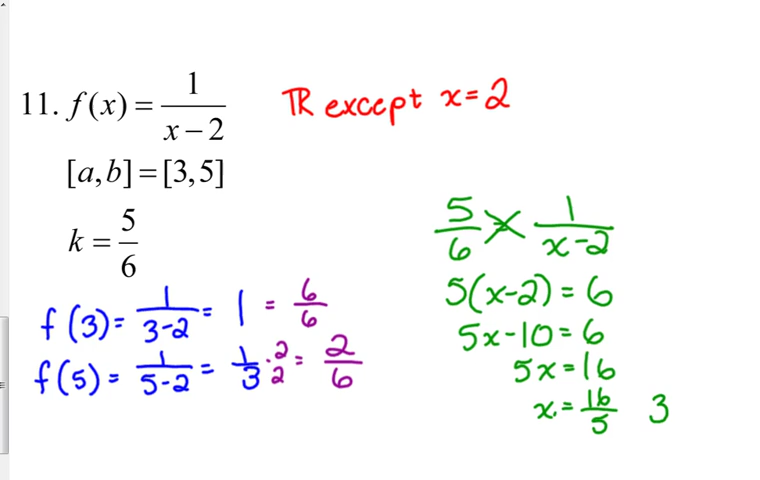 11. f(x) = 1/(x − 2)
ℝ except x = 2
[a, b] = [3, 5]
k = 5/6
f(3) = 1/(3-2) = 1 = 6/6
f(5) = 1/(5-2) = 1/3 · 2/2 = 2/6
5/6 = 1/(x-2)
5(x-2) = 6
5x-10 = 6
5x = 16
x = 16/5 3